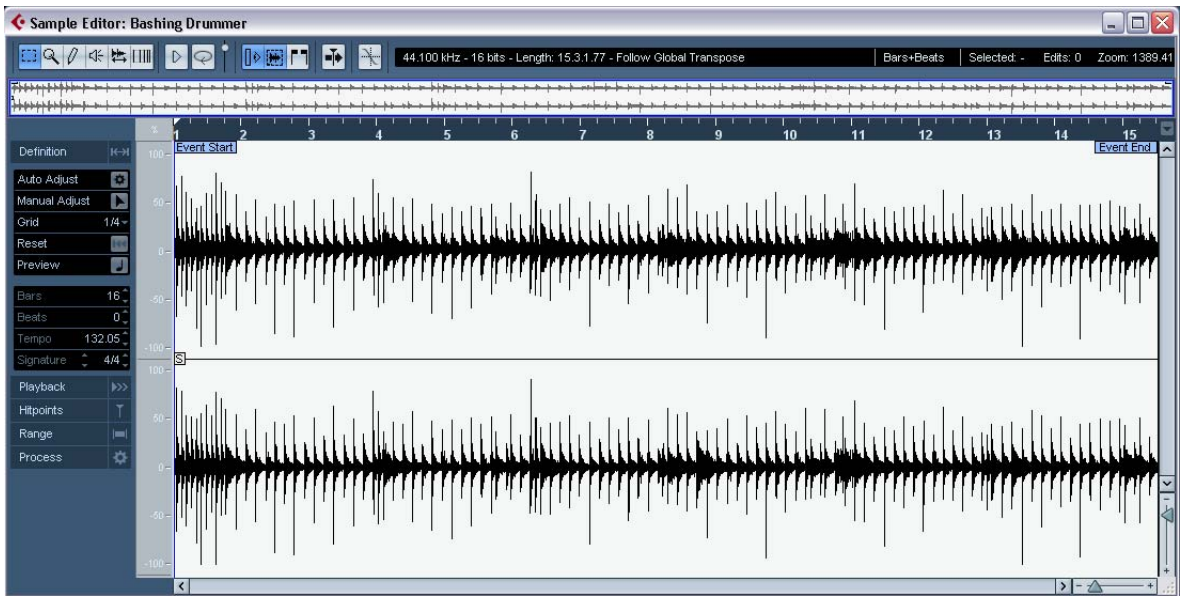 Sample Editor: Bashing Drummer
44.100 kHz - 16 bits - Length: 15.3.1.77 - Follow Global Transpose Bars+Beats Selected: - Edits: 0 Zoom: 1389.41
% 1 2 3 4 5 6 7 8 9 10 11 12 13 14 15
Definition
Event Start Event End
Auto Adjust
Manual Adjust
Grid 1/4
Reset
Preview
Bars 16
Beats 0
Tempo 132.05
Signature 4/4
Playback
Hitpoints
Range
Process
100
50
0
-50
-100
S
100
50
0
-50
-100